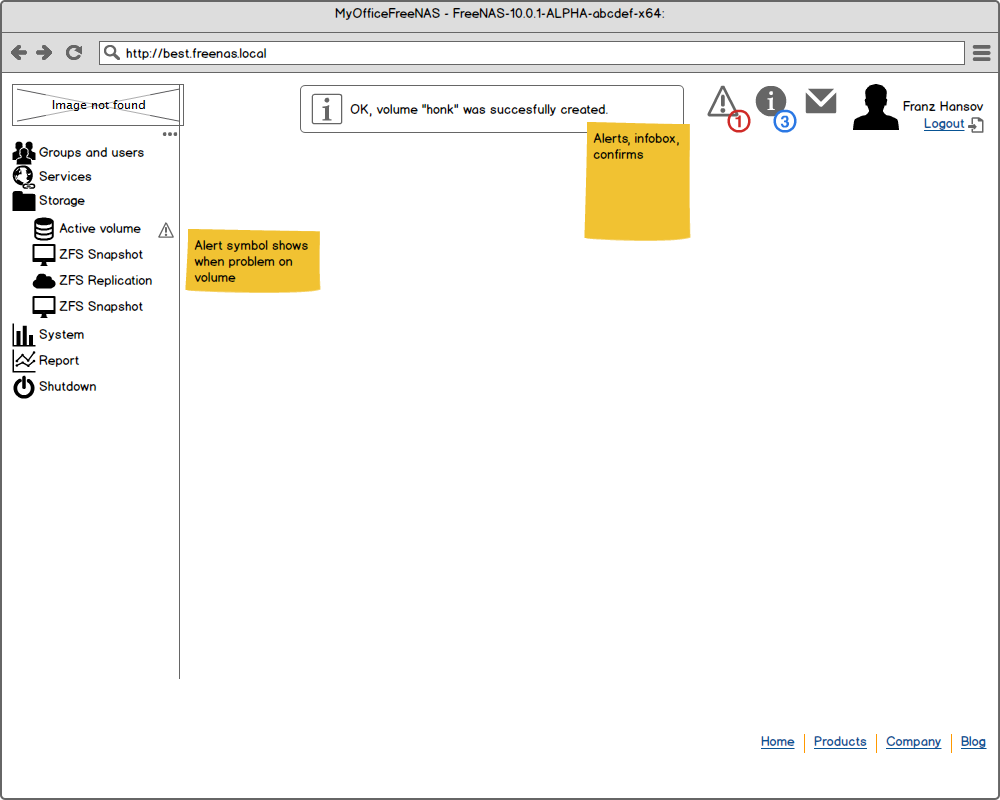 MyOfficeFreeNAS - FreeNAS-10.0.1-ALPHA-abcdef-x64:
http://best.freenas.local
Image not found
OK, volume "honk" was succesfully created.
1
3
Franz Hansov
Logout
Alerts, infobox,
confirms
Groups and users
Services
Storage
Active volume
ZFS Snapshot
ZFS Replication
ZFS Snapshot
System
Report
Shutdown
Alert symbol shows
when problem on
volume
Home
Products
Company
Blog